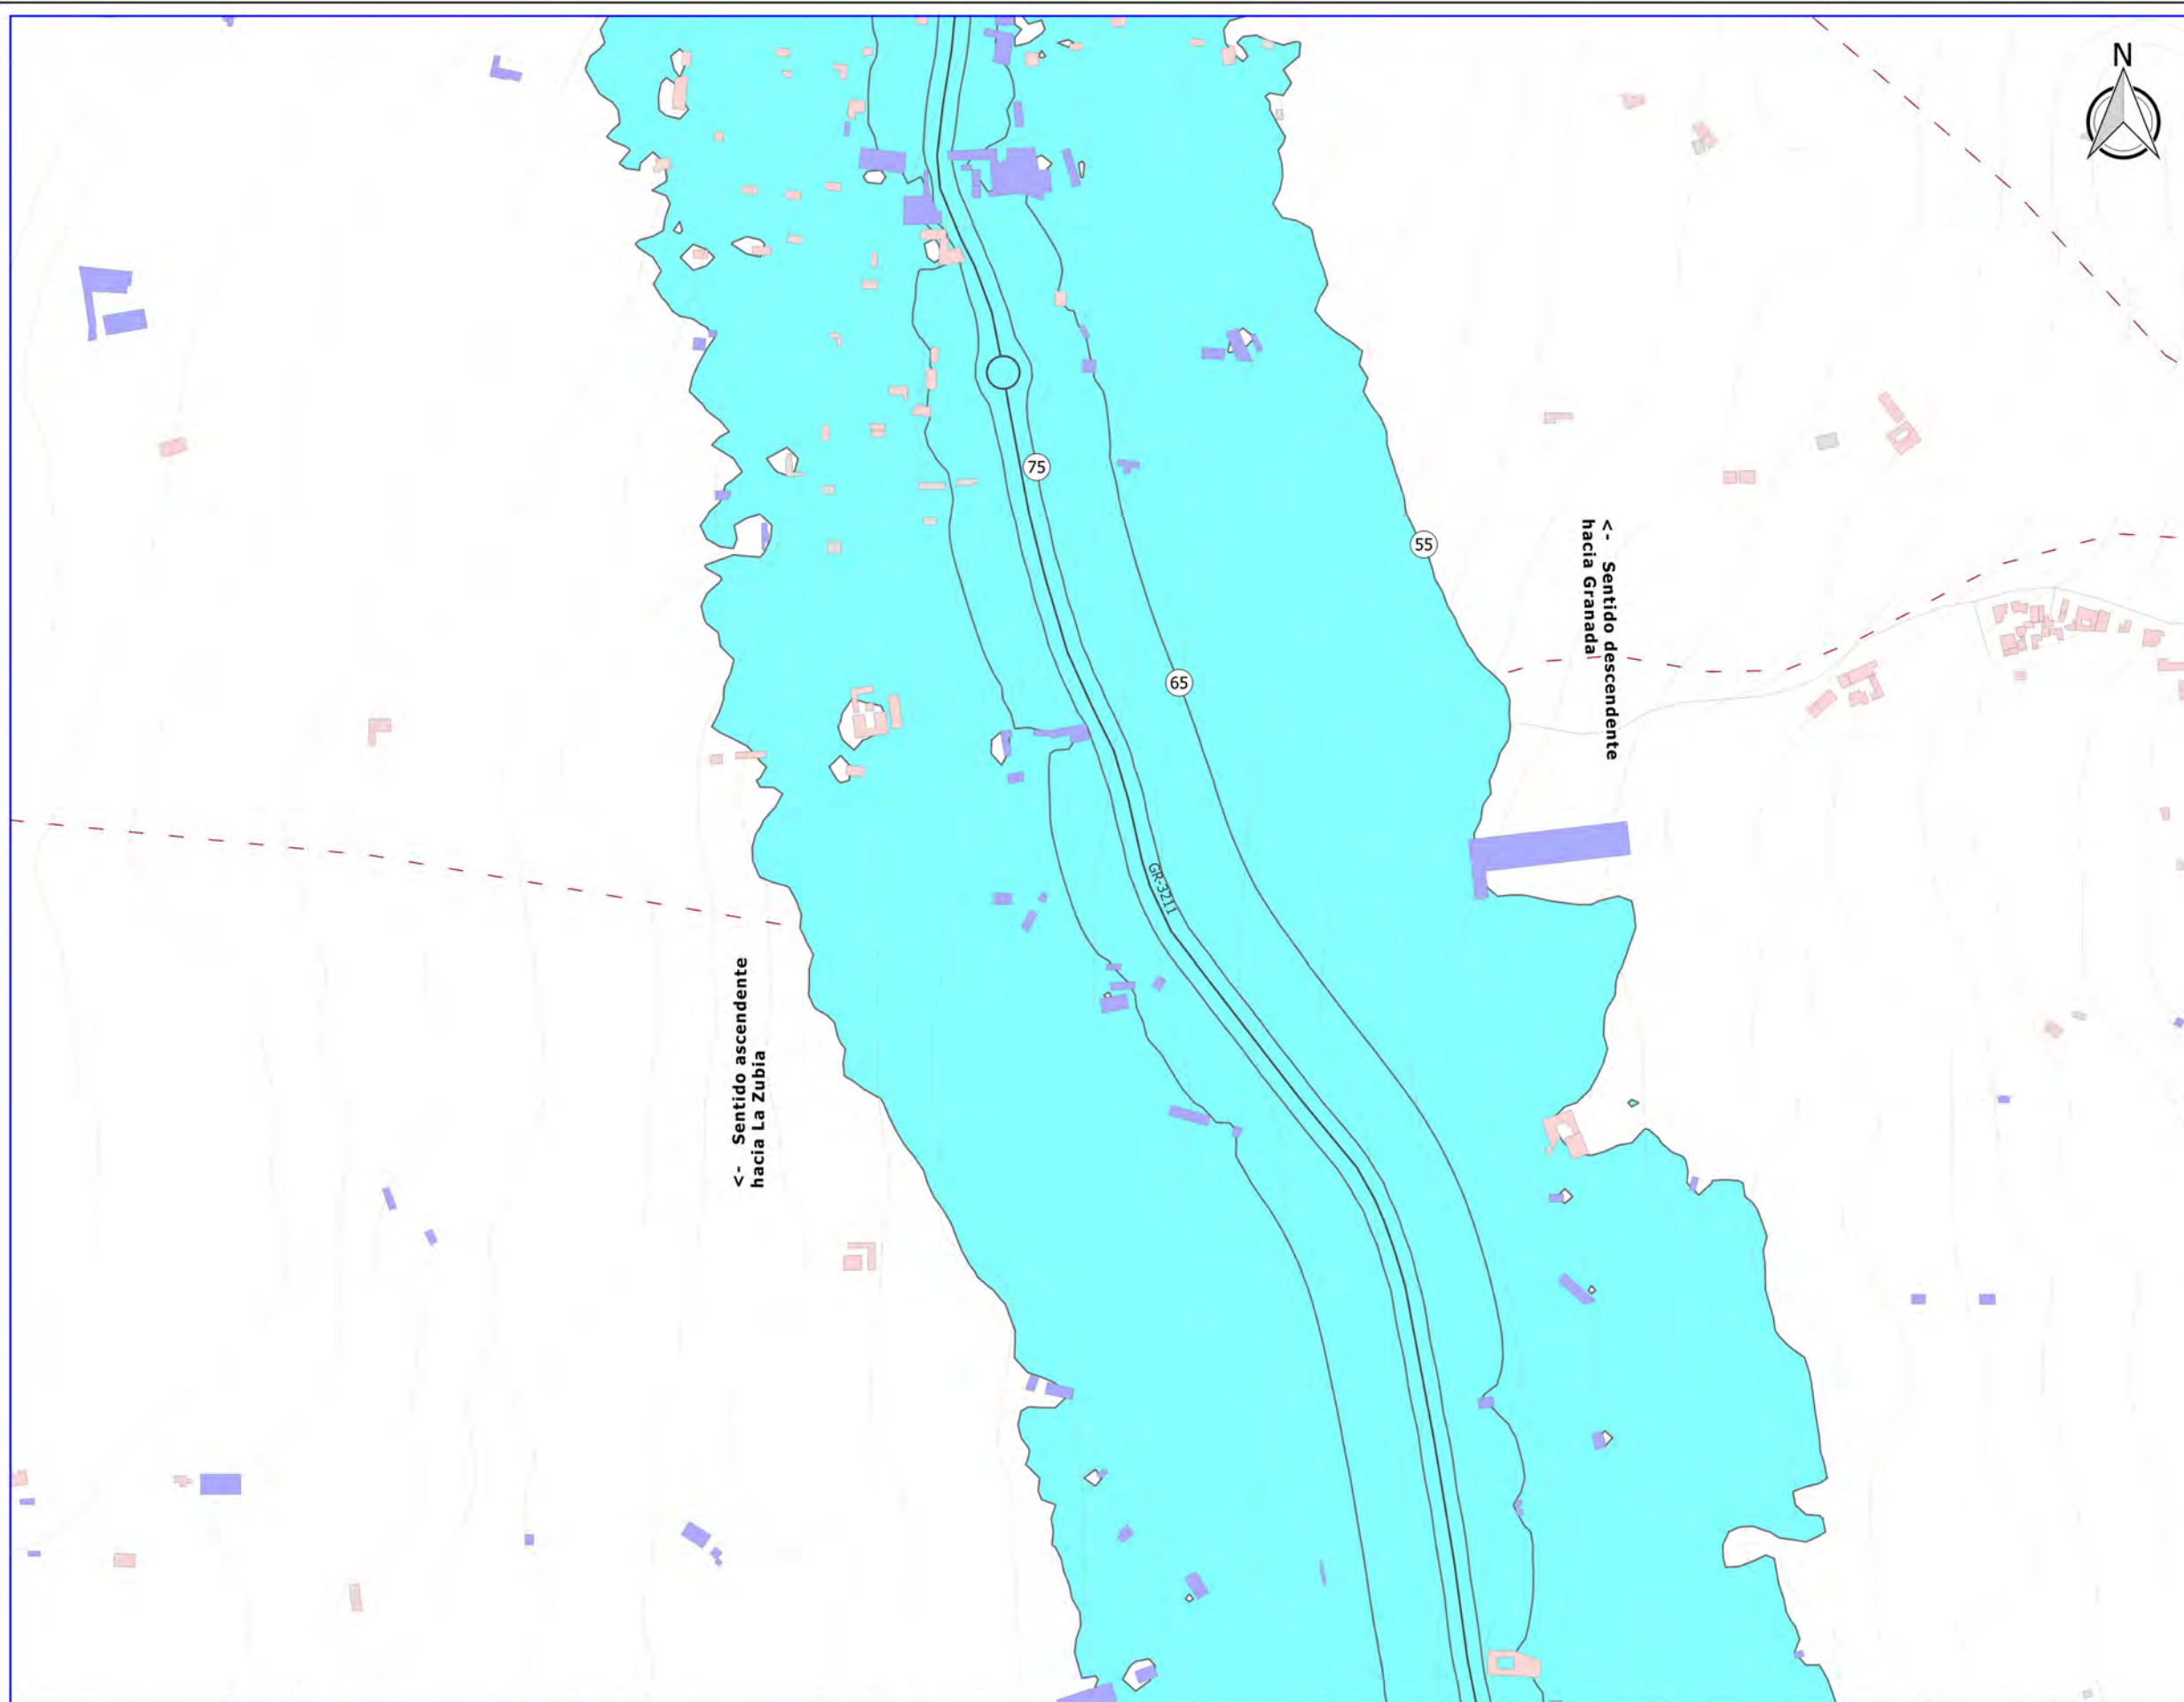 N
75
55
65
<- Sentido descendente
hacia Granada
GR-3211
<- Sentido ascendente
hacia La Zubia